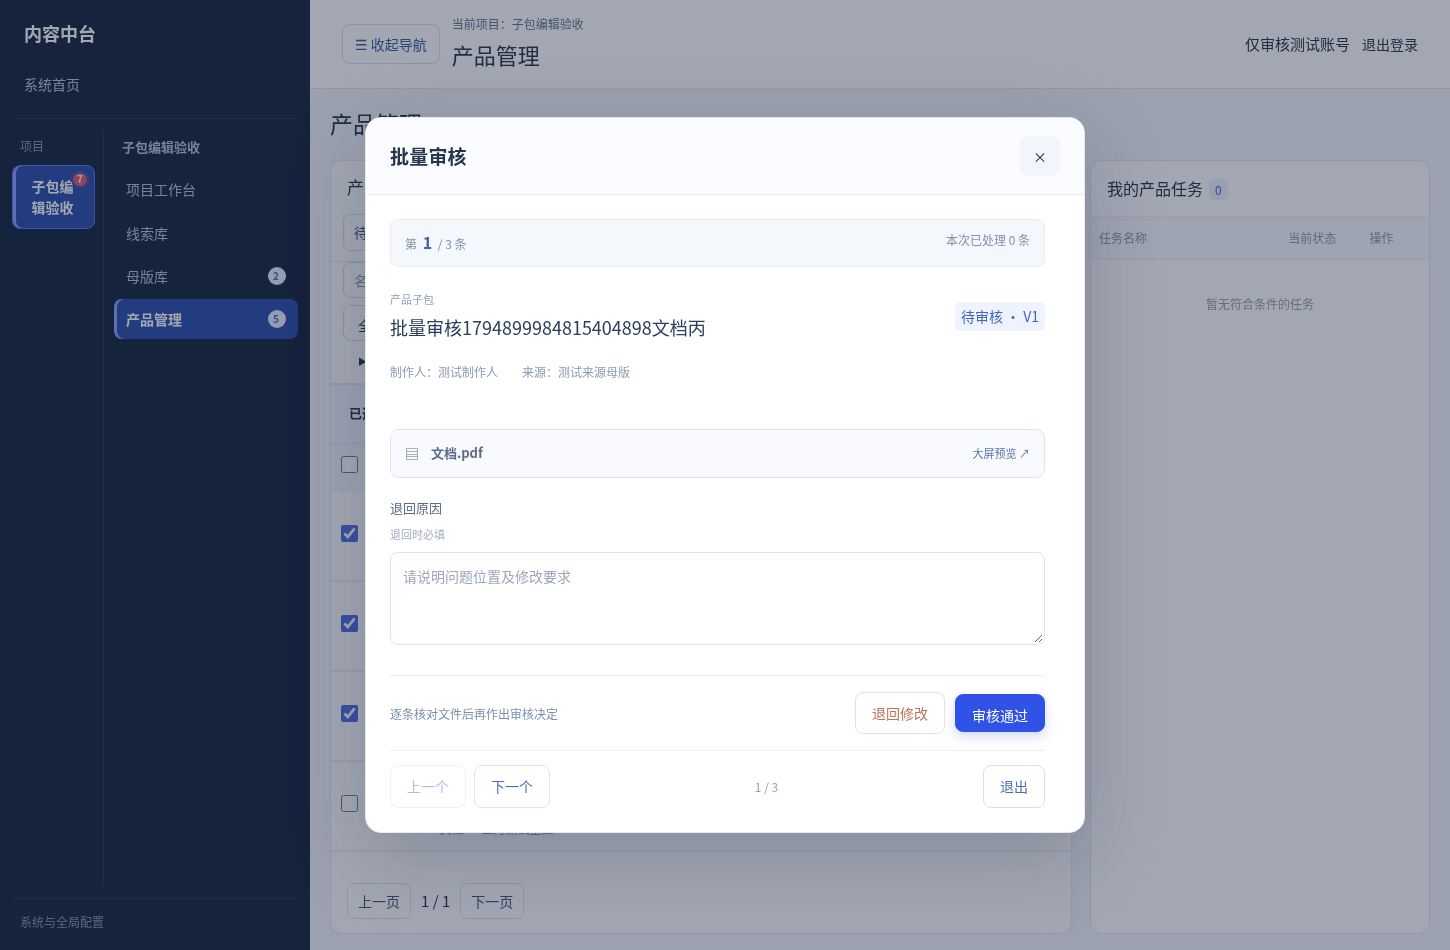 内容中台
系统首页
项目
子包编
辑验收
7
子包编辑验收
项目工作台
线索库
母版库
2
产品管理
5
系统与全局配置
☰ 收起导航
当前项目：子包编辑验收
产品管理
仅审核测试账号
退出登录
批量审核
×
第 1 / 3 条
本次已处理 0 条
产品子包
批量审核1794899984815404898文档丙
待审核 · V1
制作人：测试制作人
来源：测试来源母版
文档.pdf
大屏预览 ↗
退回原因
退回时必填
请说明问题位置及修改要求
逐条核对文件后再作出审核决定
退回修改
审核通过
上一个
下一个
1 / 3
退出
我的产品任务 0
任务名称
当前状态
操作
暂无符合条件的任务
上一页
1 / 1
下一页